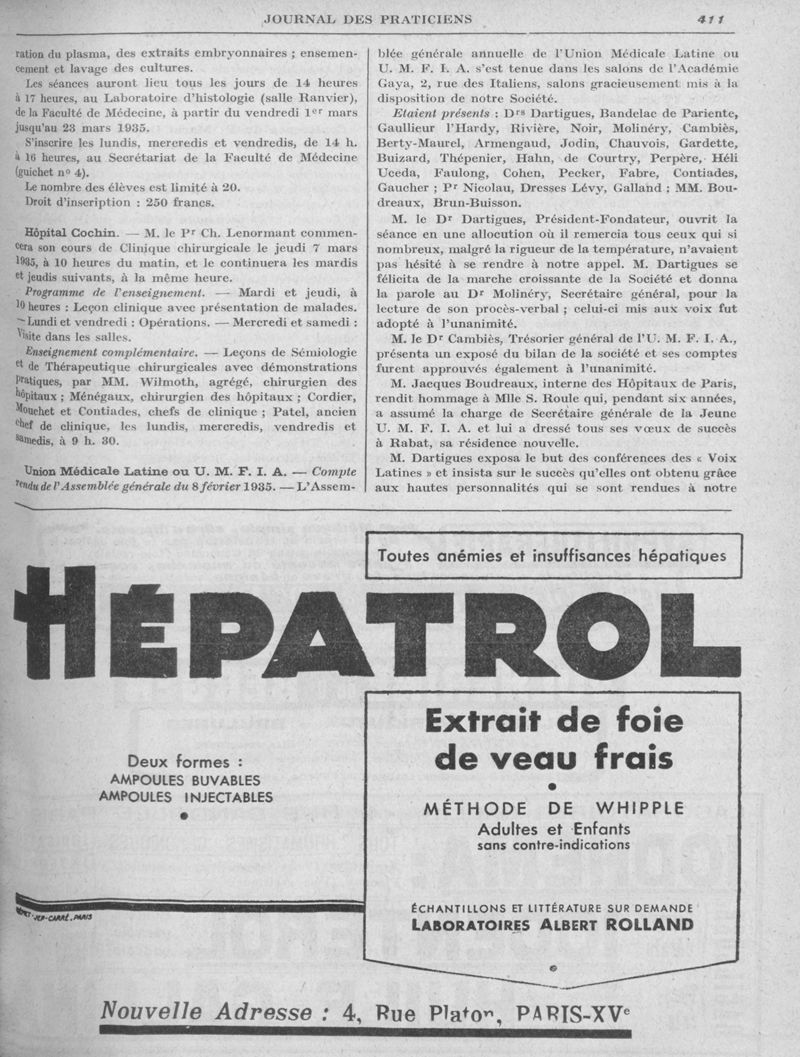 JOURNAL DES PRATICIENS 411
ration du plasma, des extraits embryonnaires ; ensemen-
cement et lavage des cultures.
Les séances auront lieu tous les jours de 14 heures
à 17 heures, au Laboratoire d'histologie (salle Ranvier),
de la Faculté de Médecine, à partir du vendredi 1er mars
jusqu'au 23 mars 1935.
S'inscrire les lundis, mercredis et vendredis, de 14 h.
à 16 heures, au Secrétariat de la Faculté de Médecine
(guichet nº 4).
Le nombre des élèves est limité à 20.
Droit d'inscription : 250 francs.
Hôpital Cochin. — M. le Pr Ch. Lenormant commen-
cera son cours de Clinique chirurgicale le jeudi 7 mars
1935, à 10 heures du matin, et le continuera les mardis
et jeudis suivants, à la même heure.
Programme de l'enseignement. — Mardi et jeudi, à
10 heures : Leçon clinique avec présentation de malades.
— Lundi et vendredi : Opérations. — Mercredi et samedi :
Visite dans les salles.
Enseignement complémentaire. — Leçons de Sémiologie
et de Thérapeutique chirurgicales avec démonstrations
pratiques, par MM. Wilmoth, agrégé, chirurgien des
hôpitaux ; Ménégaux, chirurgien des hôpitaux ; Cordier,
Mouchet et Contiades, chefs de clinique ; Patel, ancien
chef de clinique, les lundis, mercredis, vendredis et
samedis, à 9 h. 30.
Union Médicale Latine ou U. M. F. I. A. — Compte
rendu de l'Assemblée générale du 8 février 1935. — L'Assem-
blée générale annuelle de l'Union Médicale Latine ou
U. M. F. I. A. s'est tenue dans les salons de l'Académie
Gaya, 2, rue des Italiens, salons gracieusement mis à la
disposition de notre Société.
Etaient présents : Drs Dartigues, Bandelac de Pariente,
Gaullieur l'Hardy, Rivière, Noir, Molinéry, Cambiès,
Berty-Maurel, Armengaud, Jodin, Chauvois, Gardette,
Buizard, Thépenier, Hahn, de Courtry, Perpère, Héli
Uceda, Faulong, Cohen, Pecker, Fabre, Contiades,
Gaucher ; Pr Nicolau, Dresses Lévy, Galland ; MM. Bou-
dreaux, Brun-Buisson.
M. le Dr Dartigues, Président-Fondateur, ouvrit la
séance en une allocution où il remercia tous ceux qui si
nombreux, malgré la rigueur de la température, n'avaient
pas hésité à se rendre à notre appel. M. Dartigues se
félicita de la marche croissante de la Société et donna
la parole au Dr Molinéry, Secrétaire général, pour la
lecture de son procès-verbal ; celui-ci mis aux voix fut
adopté à l'unanimité.
M. le Dr Cambiès, Trésorier général de l'U. M. F. I. A.,
présenta un exposé du bilan de la société et ses comptes
furent approuvés également à l'unanimité.
M. Jacques Boudreaux, interne des Hôpitaux de Paris,
rendit hommage à Mlle S. Roule qui, pendant six années,
a assumé la charge de Secrétaire générale de la Jeune
U. M. F. I. A. et lui a dressé tous ses vœux de succès
à Rabat, sa résidence nouvelle.
M. Dartigues exposa le but des conférences des « Voix
Latines » et insista sur le succès qu'elles ont obtenu grâce
aux hautes personnalités qui se sont rendues à notre
Toutes anémies et insuffisances hépatiques
HÉPATROL
Deux formes :
AMPOULES BUVABLES
AMPOULES INJECTABLES
Extrait de foie
de veau frais
MÉTHODE DE WHIPPLE
Adultes et Enfants
sans contre-indications
ÉCHANTILLONS ET LITTÉRATURE SUR DEMANDE
LABORATOIRES ALBERT ROLLAND
JEP-CARRÉ. PARIS
Nouvelle Adresse : 4, Rue Platon, PARIS-XVe